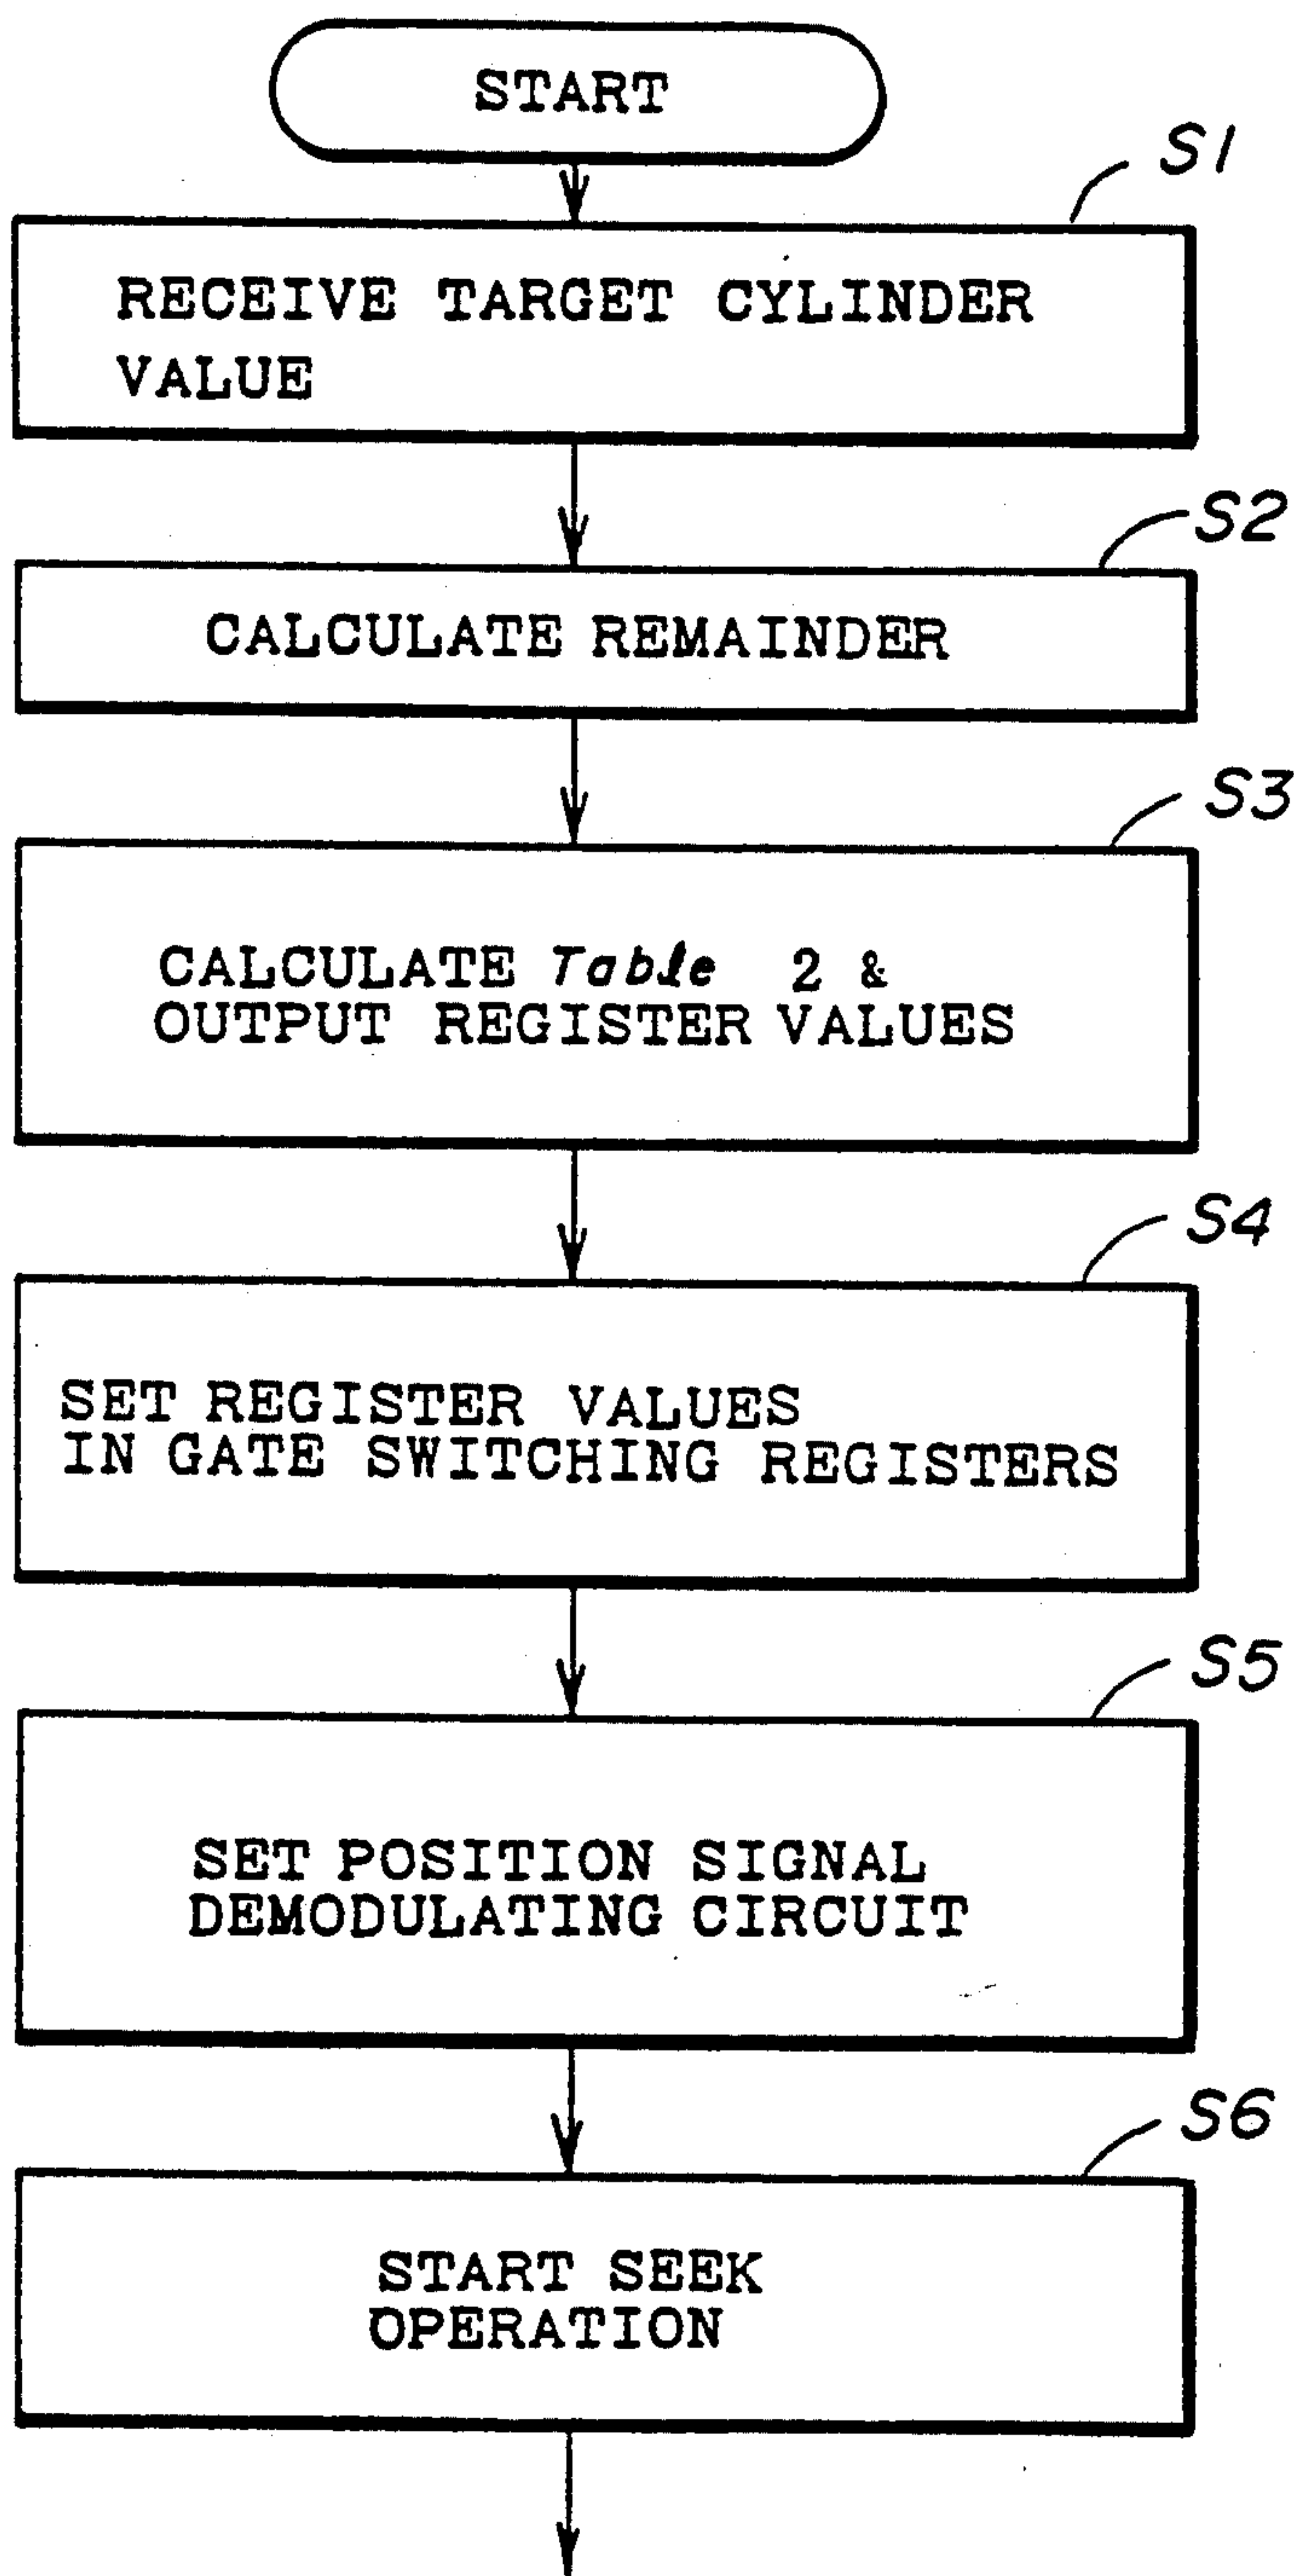 START
S1
RECEIVE TARGET CYLINDER
VALUE
S2
CALCULATE REMAINDER
S3
CALCULATE Table 2 &
OUTPUT REGISTER VALUES
S4
SET REGISTER VALUES
IN GATE SWITCHING REGISTERS
S5
SET POSITION SIGNAL
DEMODULATING CIRCUIT
S6
START SEEK
OPERATION